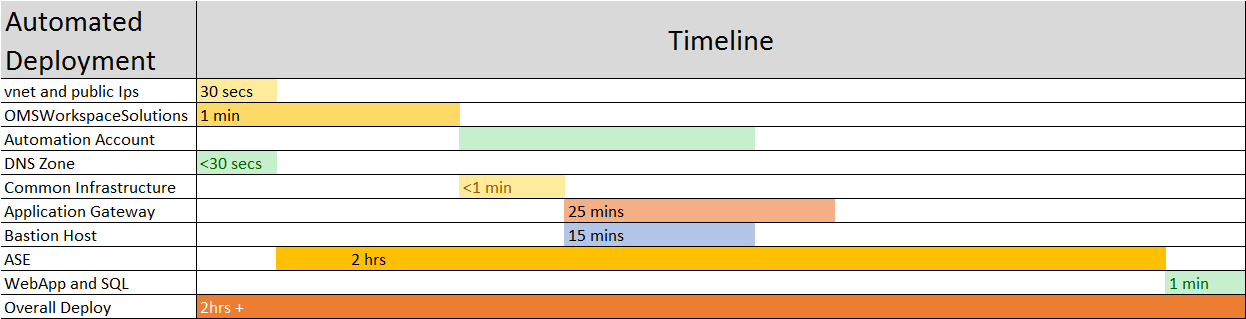 Automated
Deployment
Timeline
vnet and public Ips 30 secs
OMSWorkspaceSolutions 1 min
Automation Account
DNS Zone <30 secs
Common Infrastructure <1 min
Application Gateway 25 mins
Bastion Host 15 mins
ASE 2 hrs
WebApp and SQL 1 min
Overall Deploy 2hrs +